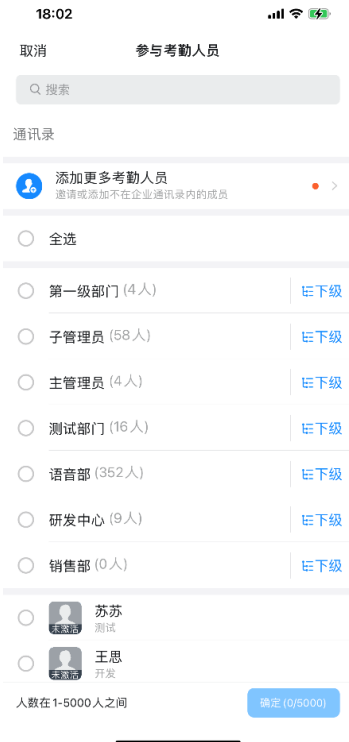 18:02
取消
参与考勤人员
搜索
通讯录
添加更多考勤人员
邀请或添加不在企业通讯录内的成员
全选
第一级部门 (4人) 下级
子管理员 (58人) 下级
主管理员 (4人) 下级
测试部门 (16人) 下级
语音部 (352人) 下级
研发中心 (9人) 下级
销售部 (0人) 下级
苏苏
未激活 测试
王思
未激活 开发
人数在1-5000人之间 确定 (0/5000)